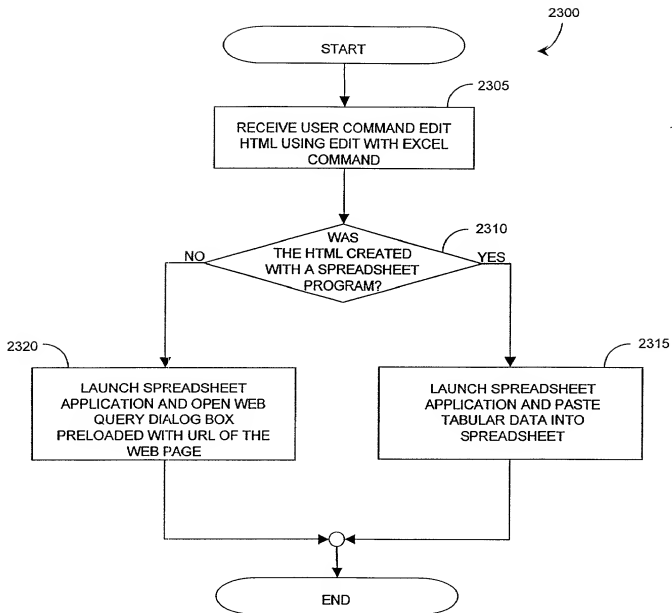 2300
START
2305
RECEIVE USER COMMAND EDIT
HTML USING EDIT WITH EXCEL
COMMAND
2310
WAS
THE HTML CREATED
WITH A SPREADSHEET
PROGRAM?
NO
YES
2320
LAUNCH SPREADSHEET
APPLICATION AND OPEN WEB
QUERY DIALOG BOX
PRELOADED WITH URL OF THE
WEB PAGE
2315
LAUNCH SPREADSHEET
APPLICATION AND PASTE
TABULAR DATA INTO
SPREADSHEET
END